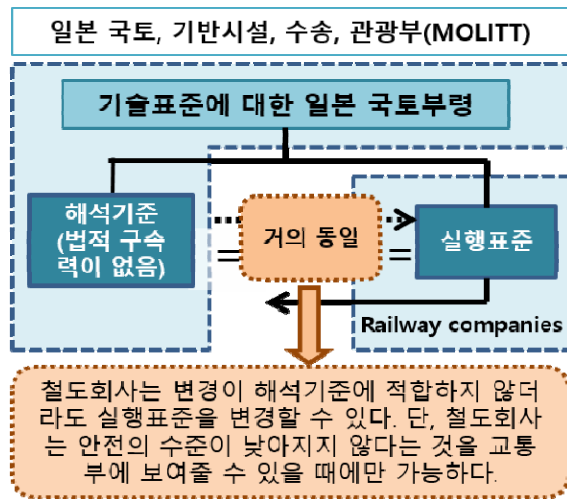 일본 국토, 기반시설, 수송, 관광부(MOLITT)
기술표준에 대한 일본 국토부령
해석기준
(법적 구속
력이 없음)
=
거의 동일
=
실행표준
Railway companies
철도회사는 변경이 해석기준에 적합하지 않더
라도 실행표준을 변경할 수 있다. 단, 철도회사
는 안전의 수준이 낮아지지 않다는 것을 교통
부에 보여줄 수 있을 때에만 가능하다.